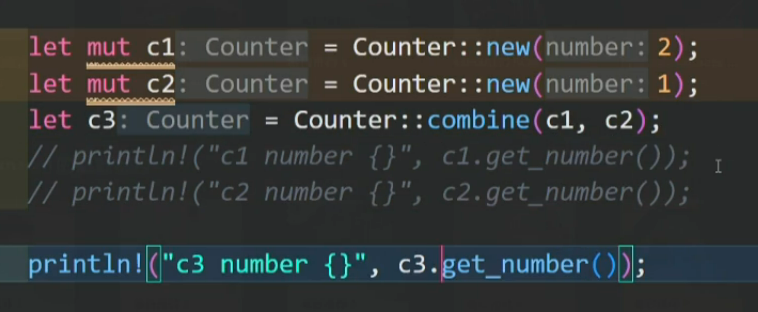 let mut c1: Counter = Counter::new(number: 2);
let mut c2: Counter = Counter::new(number: 1);
let c3: Counter = Counter::combine(c1, c2);
// println!("c1 number {}", c1.get_number());
// println!("c2 number {}", c2.get_number());
println!("c3 number {}", c3.get_number());